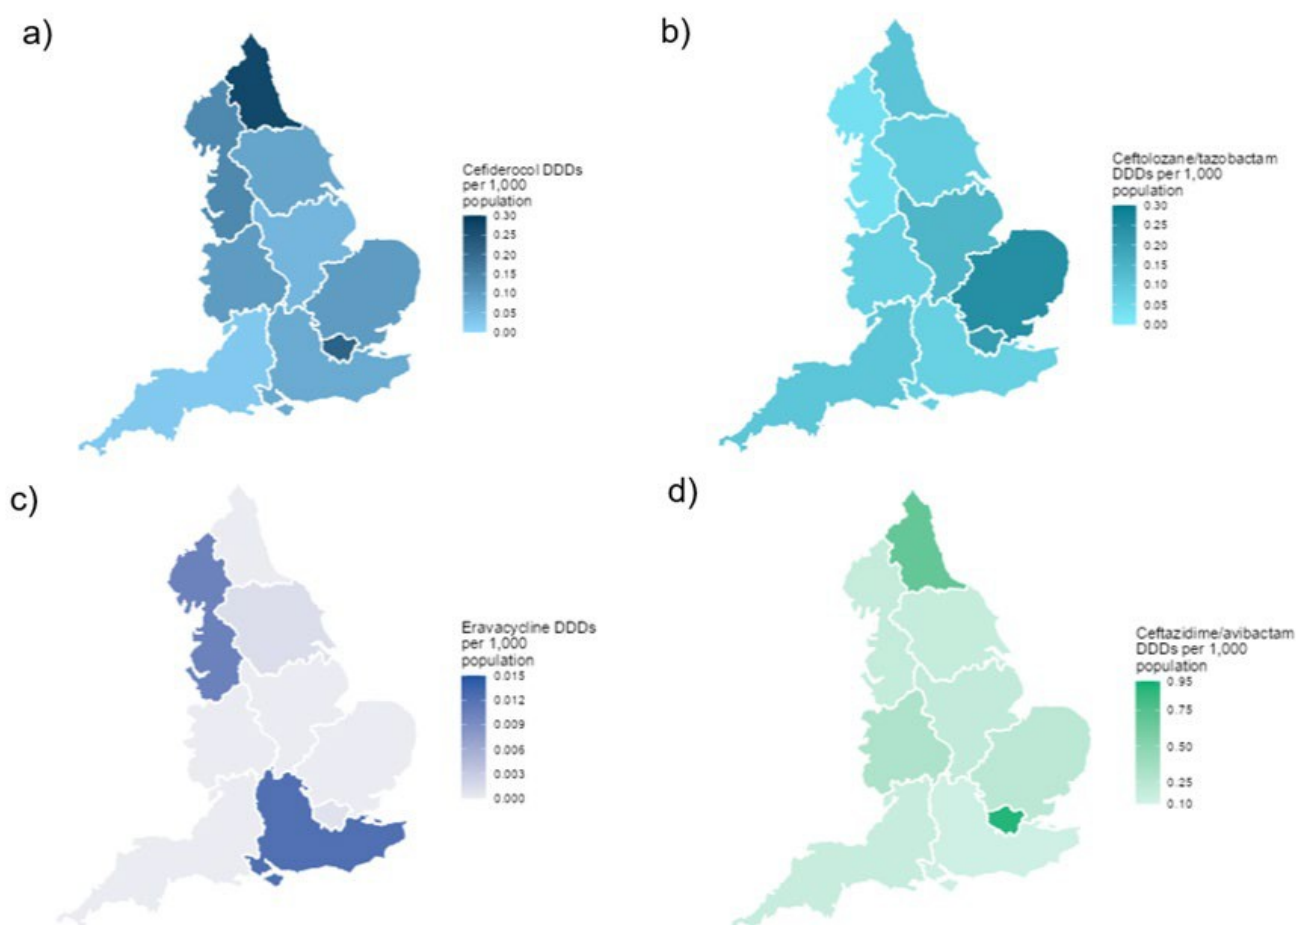 a)
Cefiderocol DDDs
per 1,000
population
0.30
0.25
0.20
0.15
0.10
0.05
0.00
b)
Ceftolozane/tazobactam
DDDs per 1,000
population
0.30
0.25
0.20
0.15
0.10
0.05
0.00
c)
Eravacycline DDDs
per 1,000
population
0.015
0.012
0.009
0.006
0.003
0.000
d)
Ceftazidime/avibactam
DDDs per 1,000
population
0.95
0.75
0.50
0.25
0.10